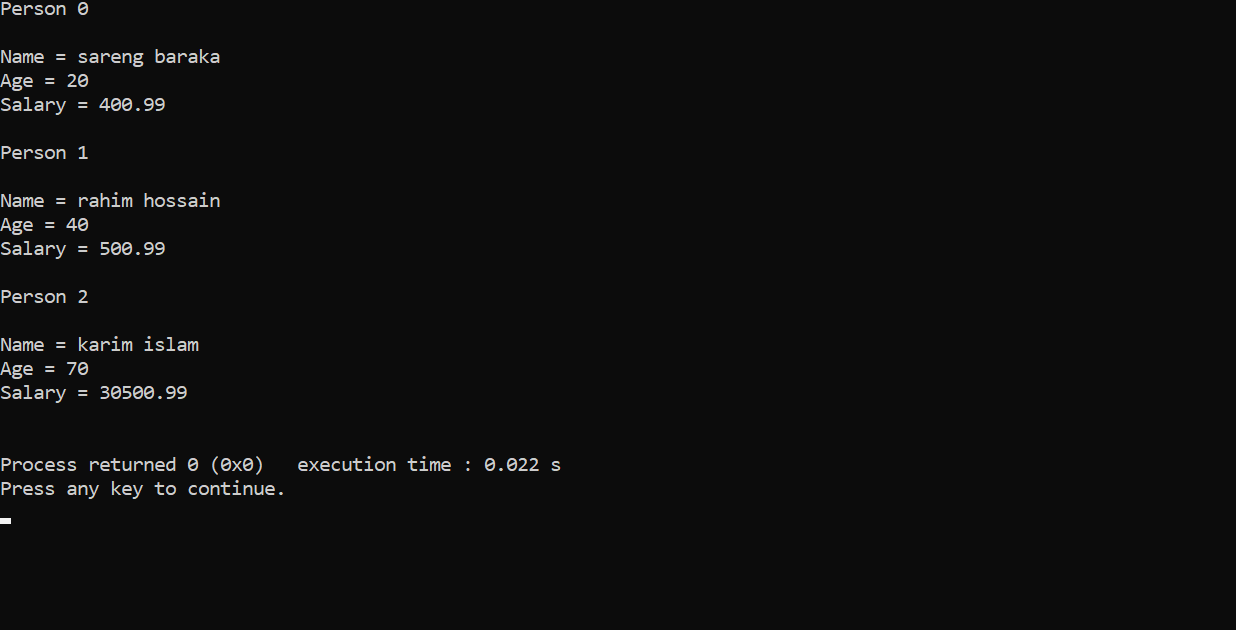 Person 0
Name = sareng baraka
Age = 20
Salary = 400.99
Person 1
Name = rahim hossain
Age = 40
Salary = 500.99
Person 2
Name = karim islam
Age = 70
Salary = 30500.99
Process returned 0 (0x0)   execution time : 0.022 s
Press any key to continue.